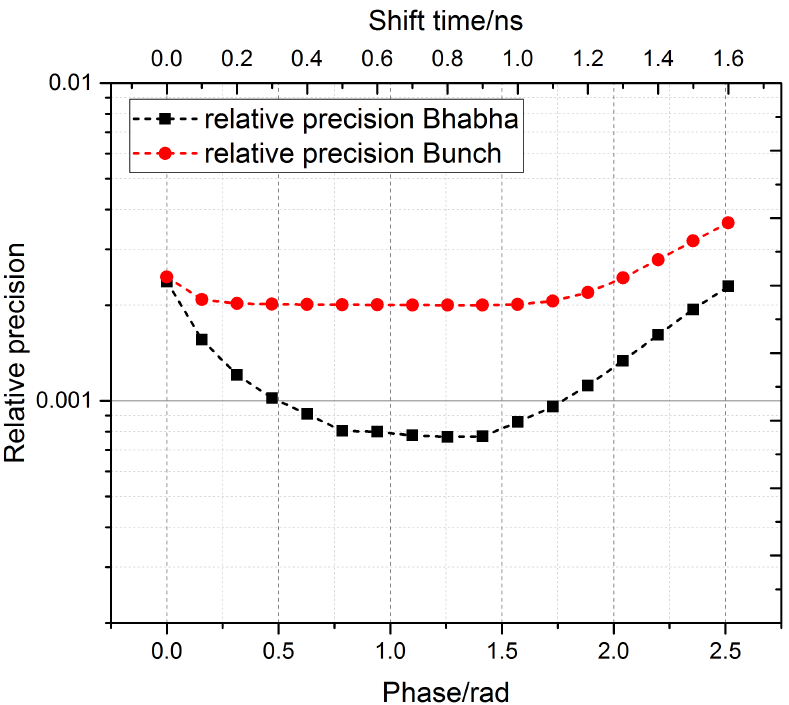 Shift time/ns
0.0 0.2 0.4 0.6 0.8 1.0 1.2 1.4 1.6
0.01
relative precision Bhabha
relative precision Bunch
Relative precision
0.001
0.0 0.5 1.0 1.5 2.0 2.5
Phase/rad